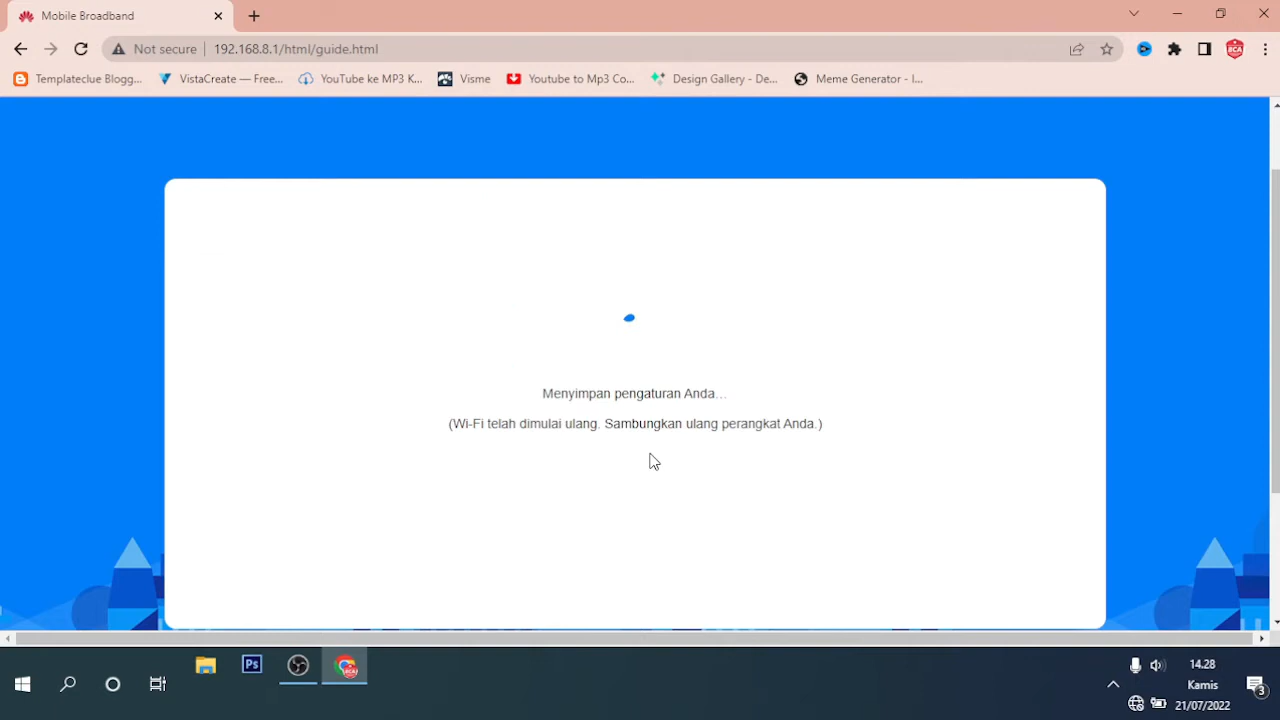 Mobile Broadband
Not secure 192.168.8.1/html/guide.html
Templateclue Blogg... VistaCreate — Free... YouTube ke MP3 K... Visme Youtube to Mp3 Co... Design Gallery - De... Meme Generator - I...
Menyimpan pengaturan Anda...
(Wi-Fi telah dimulai ulang. Sambungkan ulang perangkat Anda.)
Ps
14.28
Kamis
21/07/2022
3